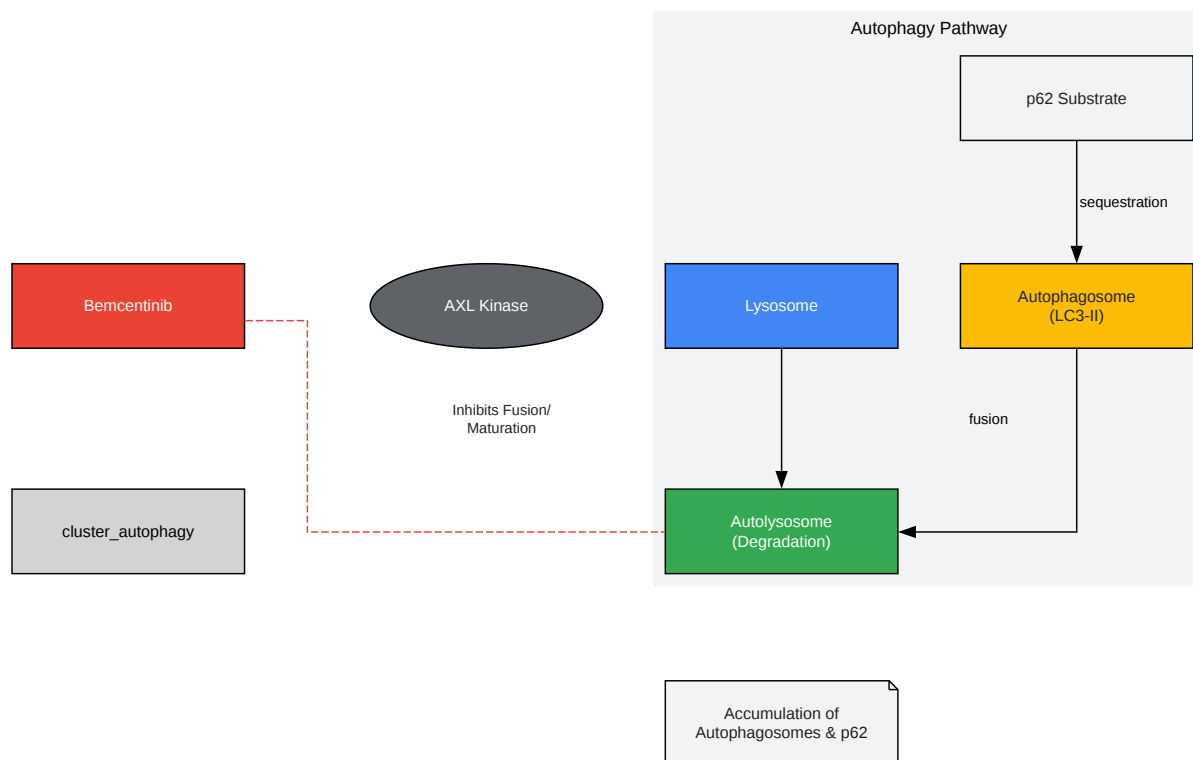 Autophagy Pathway
p62 Substrate
sequestration
Bemcentinib
AXL Kinase
Lysosome
Autophagosome
(LC3-II)
Inhibits Fusion/
Maturation
fusion
cluster_autophagy
Autolysosome
(Degradation)
Accumulation of
Autophagosomes & p62